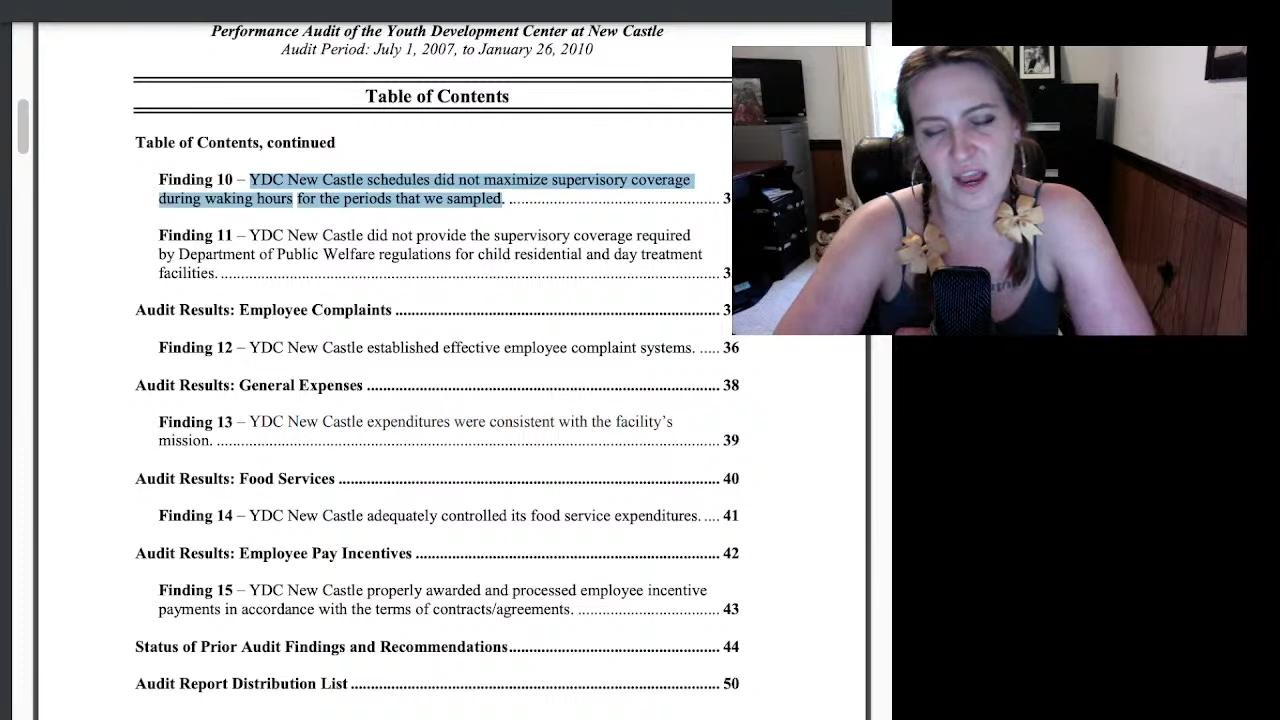 Performance Audit of the Youth Development Center at New Castle
Audit Period: July 1, 2007, to January 26, 2010
Table of Contents
Table of Contents, continued
Finding 10 – YDC New Castle schedules did not maximize supervisory coverage
during waking hours for the periods that we sampled. ........................................................ 3
Finding 11 – YDC New Castle did not provide the supervisory coverage required
by Department of Public Welfare regulations for child residential and day treatment
facilities. ........................................................ 3
Audit Results: Employee Complaints ........................................................ 3
Finding 12 – YDC New Castle established effective employee complaint systems. ..... 36
Audit Results: General Expenses ........................................................ 38
Finding 13 – YDC New Castle expenditures were consistent with the facility’s
mission. ........................................................ 39
Audit Results: Food Services ........................................................ 40
Finding 14 – YDC New Castle adequately controlled its food service expenditures. .... 41
Audit Results: Employee Pay Incentives ........................................................ 42
Finding 15 – YDC New Castle properly awarded and processed employee incentive
payments in accordance with the terms of contracts/agreements. .................................... 43
Status of Prior Audit Findings and Recommendations ........................................................ 44
Audit Report Distribution List ........................................................ 50